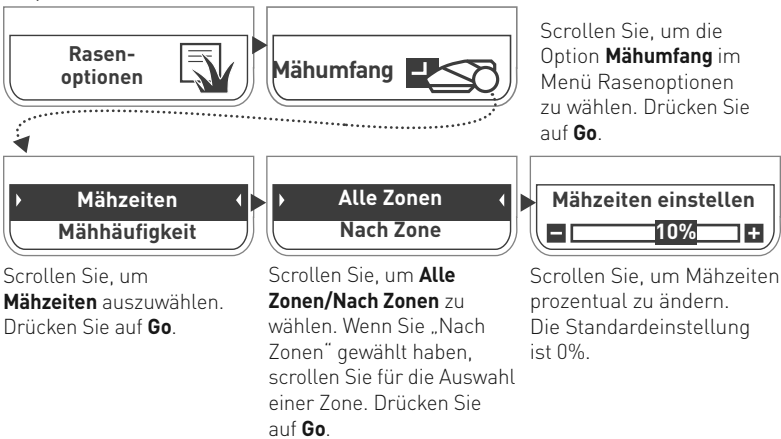 Rasen-
optionen
Mähumfang
Scrollen Sie, um die
Option Mähumfang im
Menü Rasenoptionen
zu wählen. Drücken Sie
auf Go.
Mähzeiten
Mähhäufigkeit
Alle Zonen
Nach Zone
Mähzeiten einstellen
10%
Scrollen Sie, um
Mähzeiten auszuwählen.
Drücken Sie auf Go.
Scrollen Sie, um Alle
Zonen/Nach Zonen zu
wählen. Wenn Sie „Nach
Zonen“ gewählt haben,
scrollen Sie für die Auswahl
einer Zone. Drücken Sie
auf Go.
Scrollen Sie, um Mähzeiten
prozentual zu ändern.
Die Standardeinstellung
ist 0%.